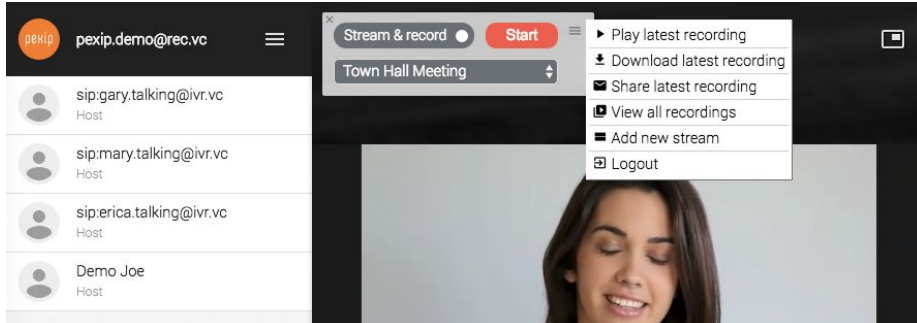 pexip
pexip.demo@rec.vc
sip:gary.talking@ivr.vc
Host
sip:mary.talking@ivr.vc
Host
sip:erica.talking@ivr.vc
Host
Demo Joe
Host
Stream & record
Start
Town Hall Meeting
Play latest recording
Download latest recording
Share latest recording
View all recordings
Add new stream
Logout